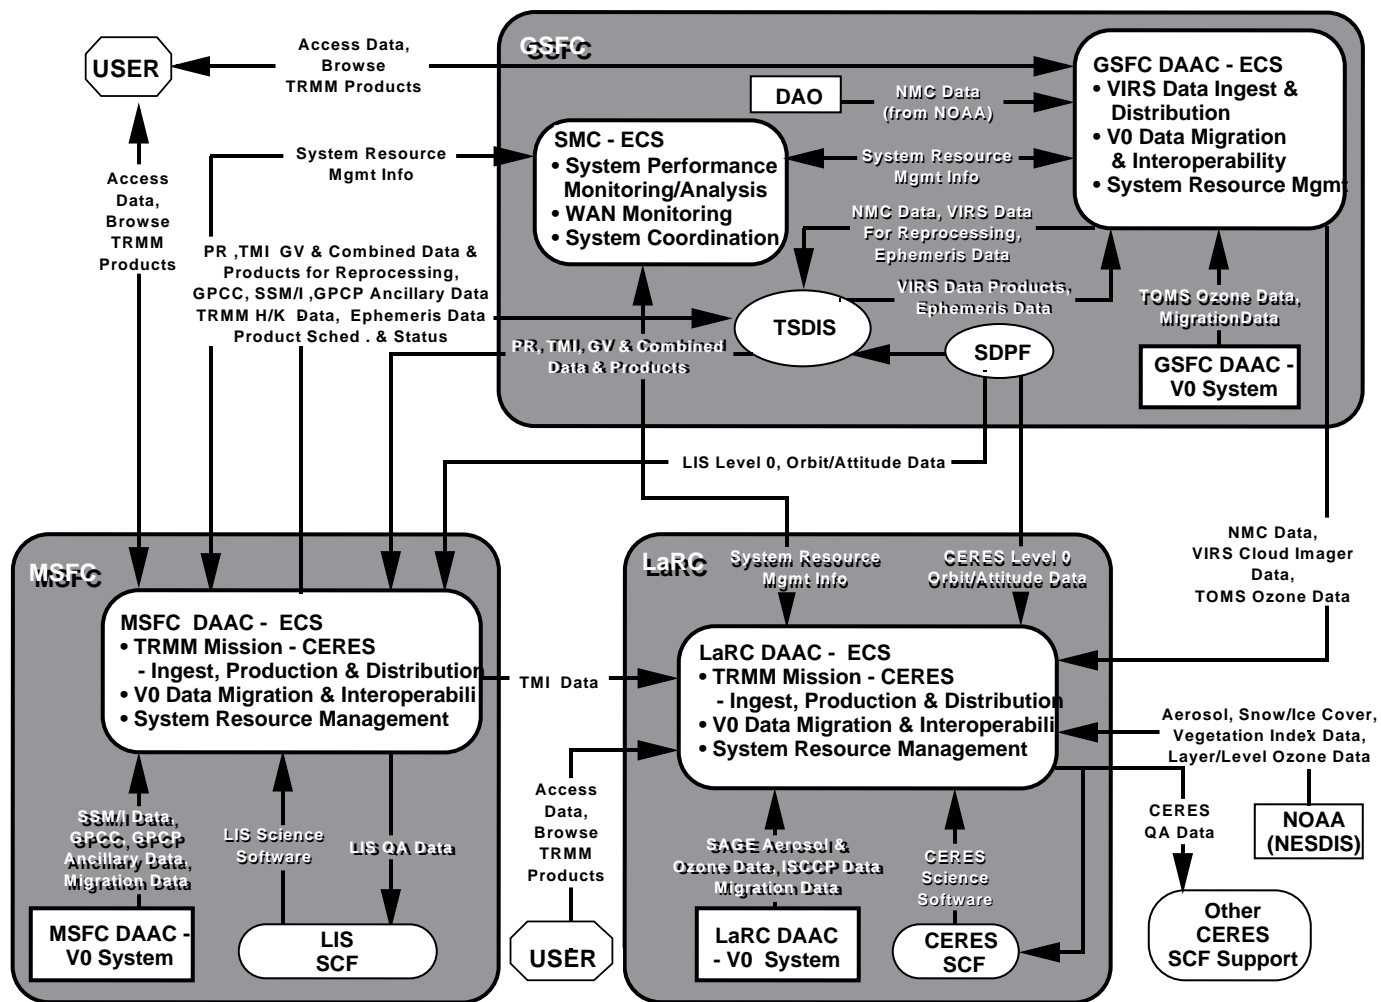 GSFC
USER
Access Data,
Browse
TRMM Products
DAO
NMC Data
(from NOAA)
GSFC DAAC - ECS
• VIRS Data Ingest &
Distribution
• V0 Data Migration
& Interoperability
• System Resource Mgmt
SMC - ECS
• System Performance
Monitoring/Analysis
• WAN Monitoring
• System Coordination
System Resource
Mgmt Info
System Resource
Mgmt Info
Access
Data,
Browse
TRMM
Products
NMC Data, VIRS Data
For Reprocessing,
Ephemeris Data
PR ,TMI GV & Combined Data &
Products for Reprocessing,
GPCC, SSM/I ,GPCP Ancillary Data
TRMM H/K Data, Ephemeris Data
Product Sched . & Status
VIRS Data Products,
Ephemeris Data
TOMS Ozone Data,
MigrationData
TSDIS
SDPF
PR, TMI, GV & Combined
Data & Products
GSFC DAAC -
V0 System
LIS Level 0, Orbit/Attitude Data
NMC Data,
VIRS Cloud Imager
Data,
TOMS Ozone Data
MSFC
LaRC
System Resource
Mgmt Info
CERES Level 0
Orbit/Attitude Data
MSFC DAAC - ECS
• TRMM Mission - CERES
- Ingest, Production & Distribution
• V0 Data Migration & Interoperabili
• System Resource Management
TMI Data
LaRC DAAC - ECS
• TRMM Mission - CERES
- Ingest, Production & Distribution
• V0 Data Migration & Interoperabili
• System Resource Management
Aerosol, Snow/Ice Cover,
Vegetation Index Data,
Layer/Level Ozone Data
SSM/I Data,
GPCC, GPCP
Ancillary Data,
Migration Data
LIS Science
Software
LIS QA Data
Access
Data,
Browse
TRMM
Products
SAGE Aerosol &
Ozone Data, ISCCP Data
Migration Data
CERES
Science
Software
CERES
QA Data
NOAA
(NESDIS)
MSFC DAAC -
V0 System
LIS
SCF
USER
LaRC DAAC
- V0 System
CERES
SCF
Other
CERES
SCF Support